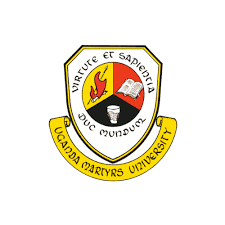 VIRTUTE ET SAPIENTIA
DUC MUNDUM
UGANDA MARTYRS UNIVERSITY